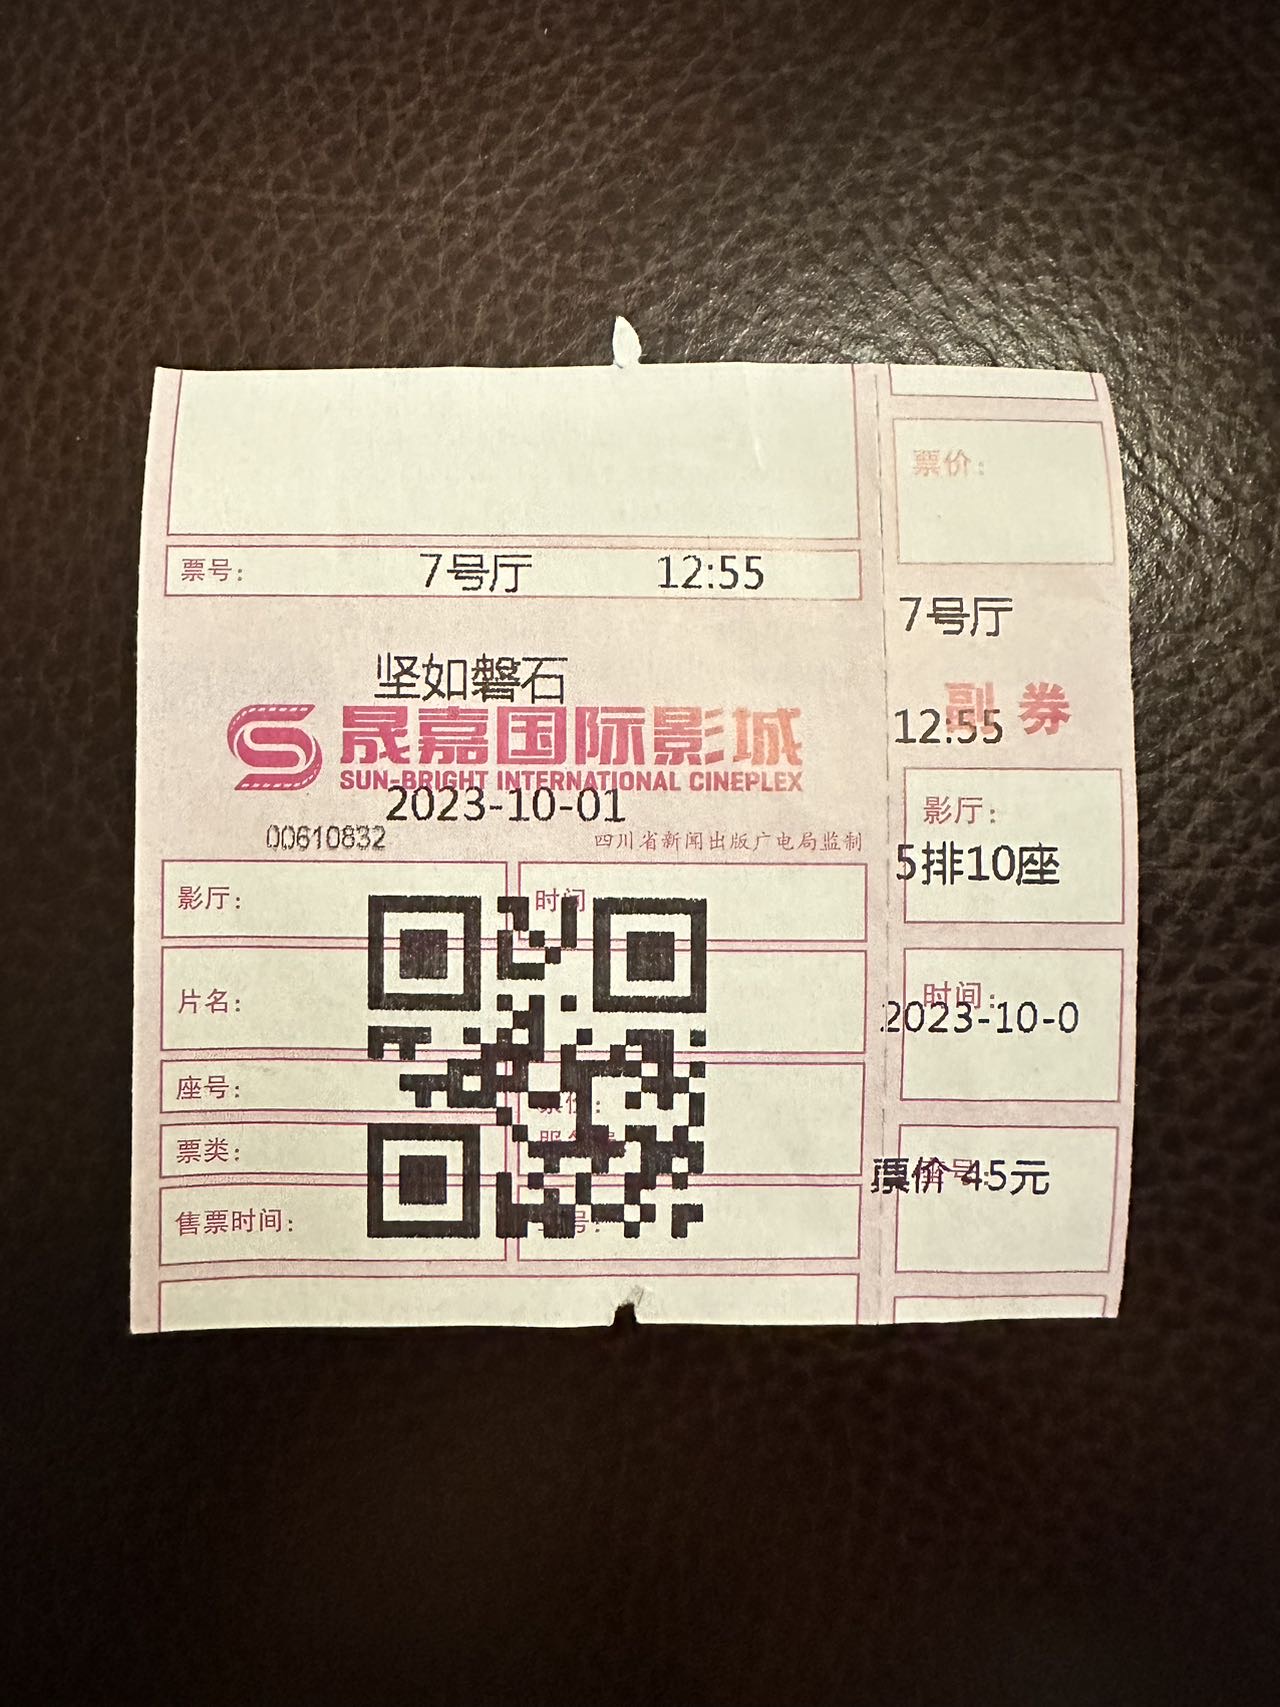 票号: 7号厅 12:55
坚如磐石
晟嘉国际影城
SUN-BRIGHT INTERNATIONAL CINEPLEX
2023-10-01
00610832 四川省新闻出版广电局监制
影厅: 时间
片名:
座号:
票类:
售票时间:
票价:
7号厅
副券
12:55
影厅:
5排10座
时间:
2023-10-0
票价 45元